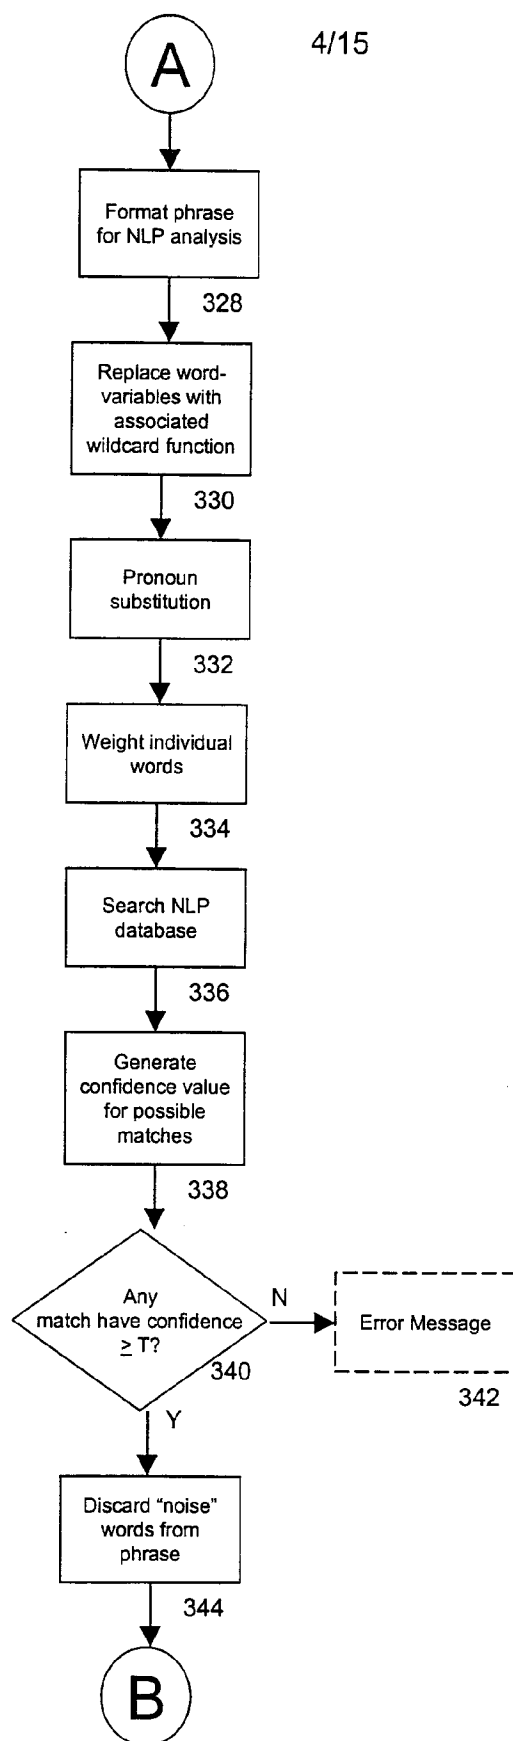 4/15
A
Format phrase
for NLP analysis
328
Replace word-
variables with
associated
wildcard function
330
Pronoun
substitution
332
Weight individual
words
334
Search NLP
database
336
Generate
confidence value
for possible
matches
338
Any
match have confidence
≥ T?
340
N
Error Message
342
Y
Discard “noise”
words from
phrase
344
B